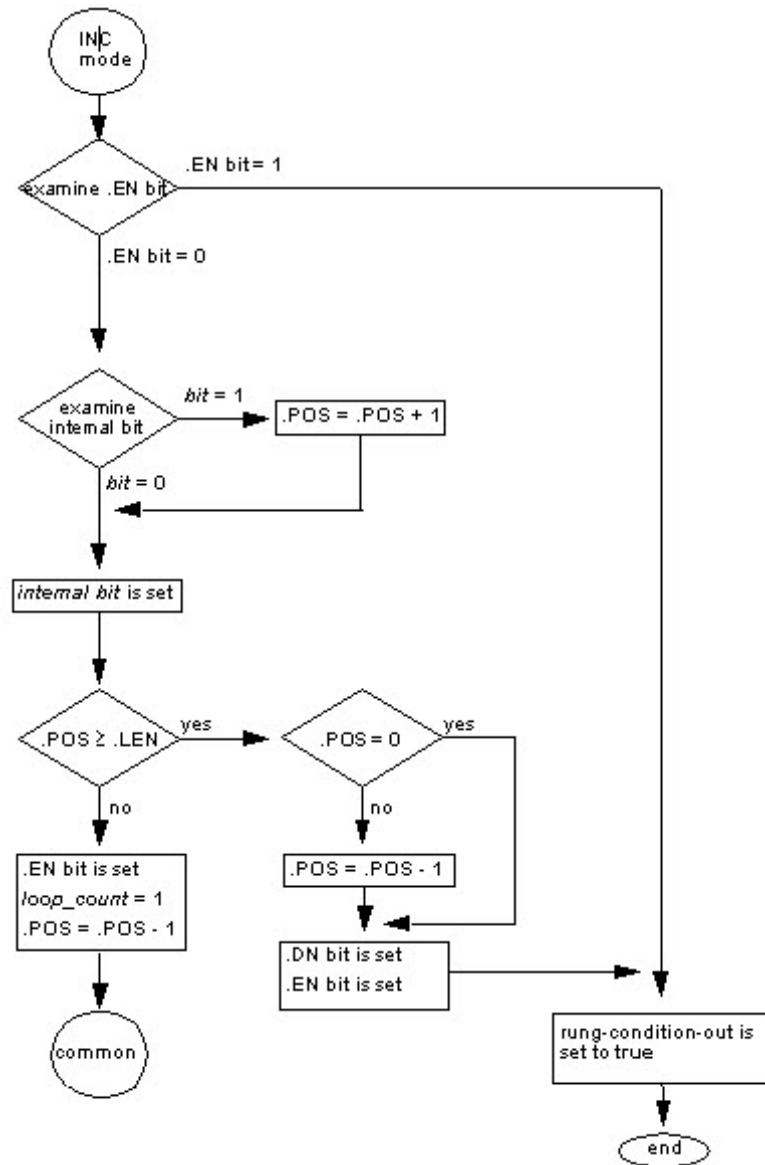 INC
mode
.EN bit = 1
examine .EN bit
.EN bit = 0
bit = 1
examine
internal bit
.POS = .POS + 1
bit = 0
internal bit is set
yes
yes
.POS ≥ .LEN
.POS = 0
no
no
.EN bit is set
loop_count = 1
.POS = .POS - 1
.POS = .POS - 1
.DN bit is set
.EN bit is set
common
rung-condition-out is
set to true
end